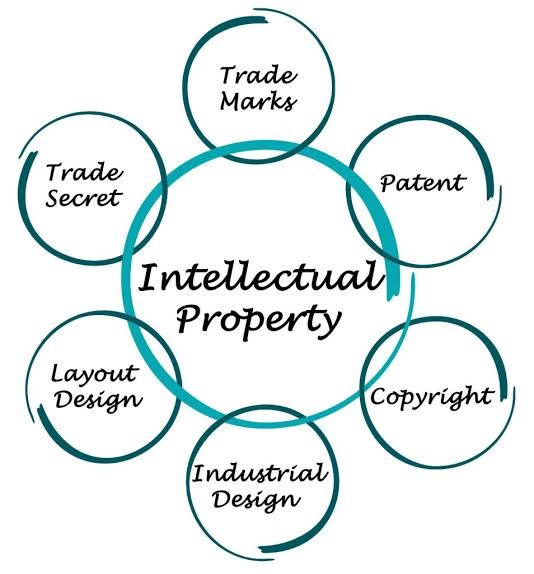 Trade
Marks
Trade
Secret
Patent
Intellectual
Property
Layout
Design
Copyright
Industrial
Design